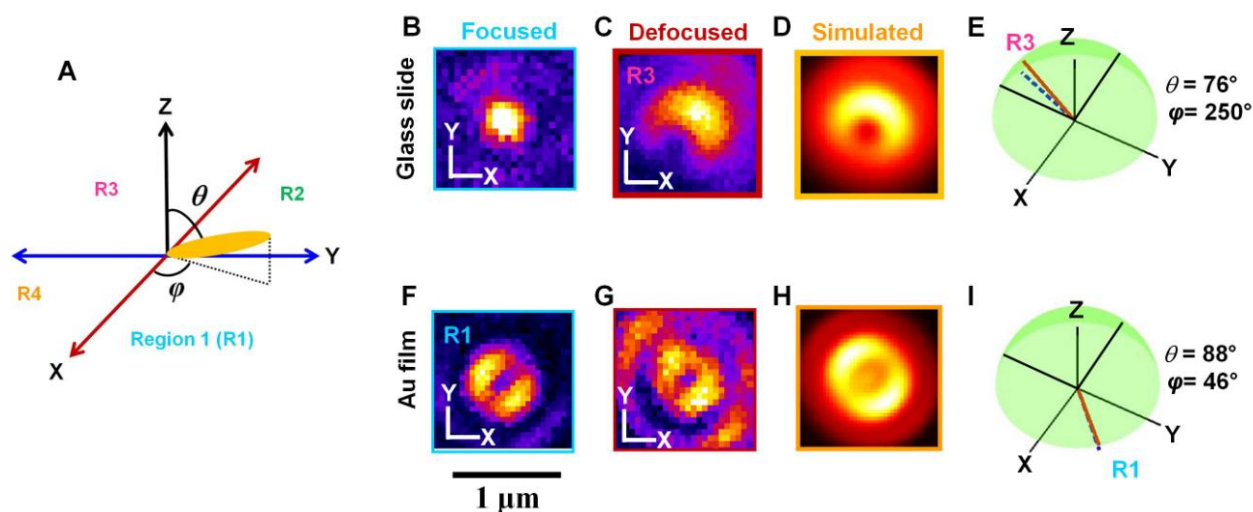 A
Z
R3
R2
θ
Y
R4
φ
Region 1 (R1)
X
Glass slide
B
Focused
Y
X
C
Defocused
R3
Y
X
D
Simulated
E
R3
Z
θ = 76°
φ= 250°
Y
X
Au film
F
R1
Y
X
G
Y
X
H
I
Z
θ = 88°
φ= 46°
Y
X
R1
1 μm